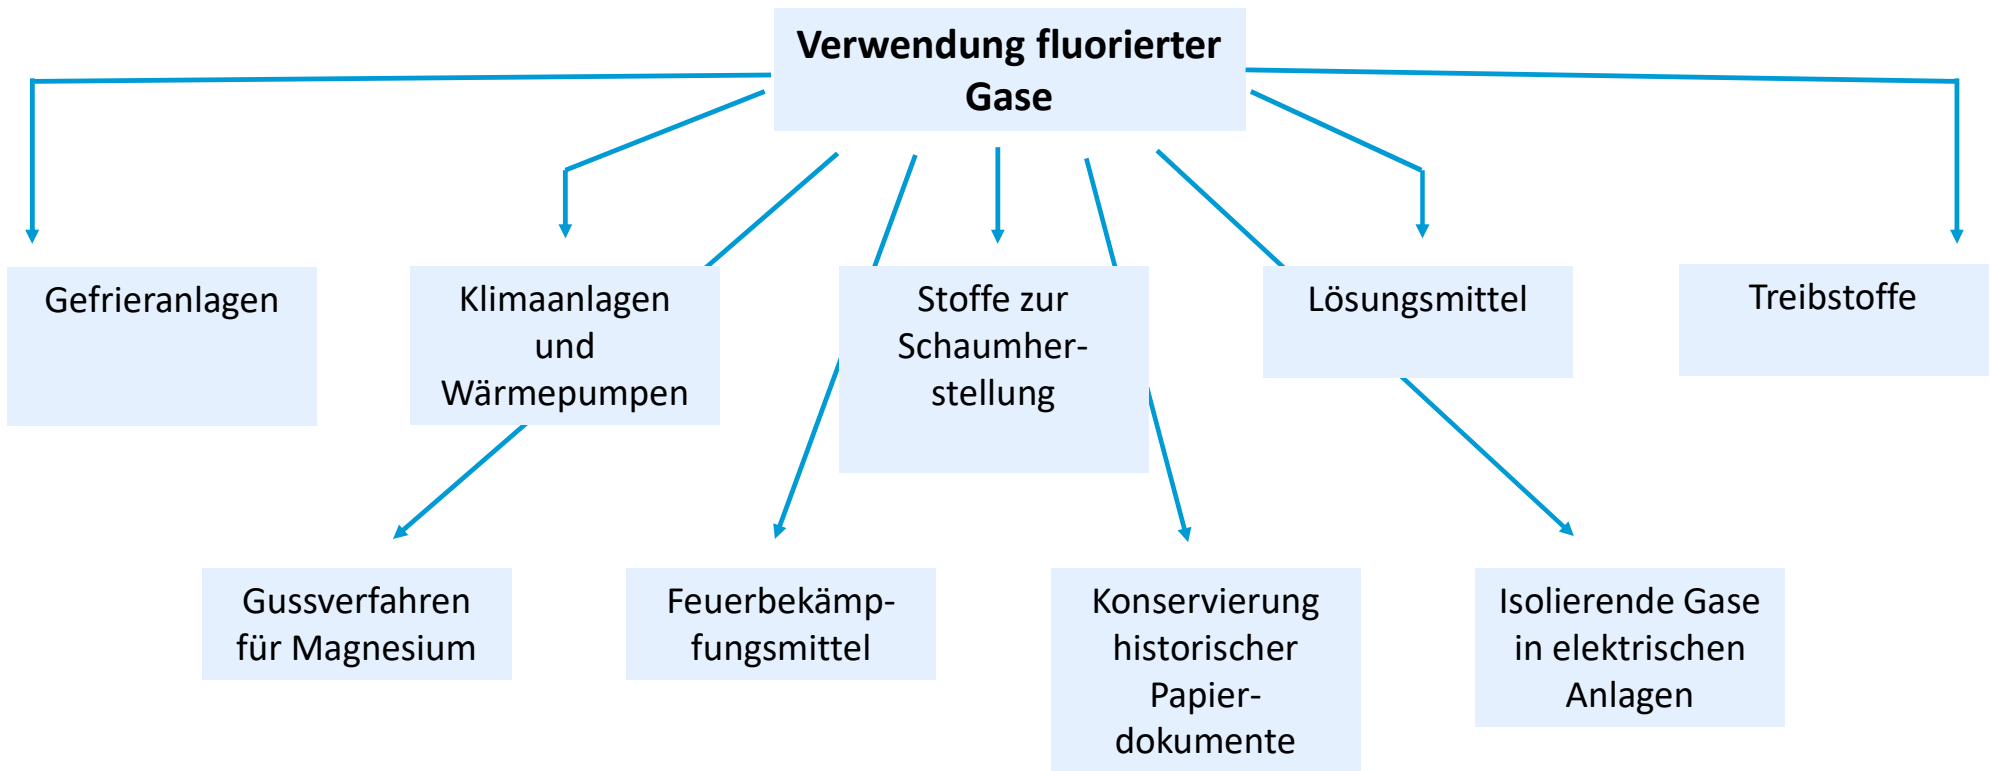 Verwendung fluorierter
Gase
Gefrieranlagen
Klimaanlagen
und
Wärmepumpen
Stoffe zur
Schaumher-
stellung
Lösungsmittel
Treibstoffe
Gussverfahren
für Magnesium
Feuerbekämp-
fungsmittel
Konservierung
historischer
Papier-
dokumente
Isolierende Gase
in elektrischen
Anlagen